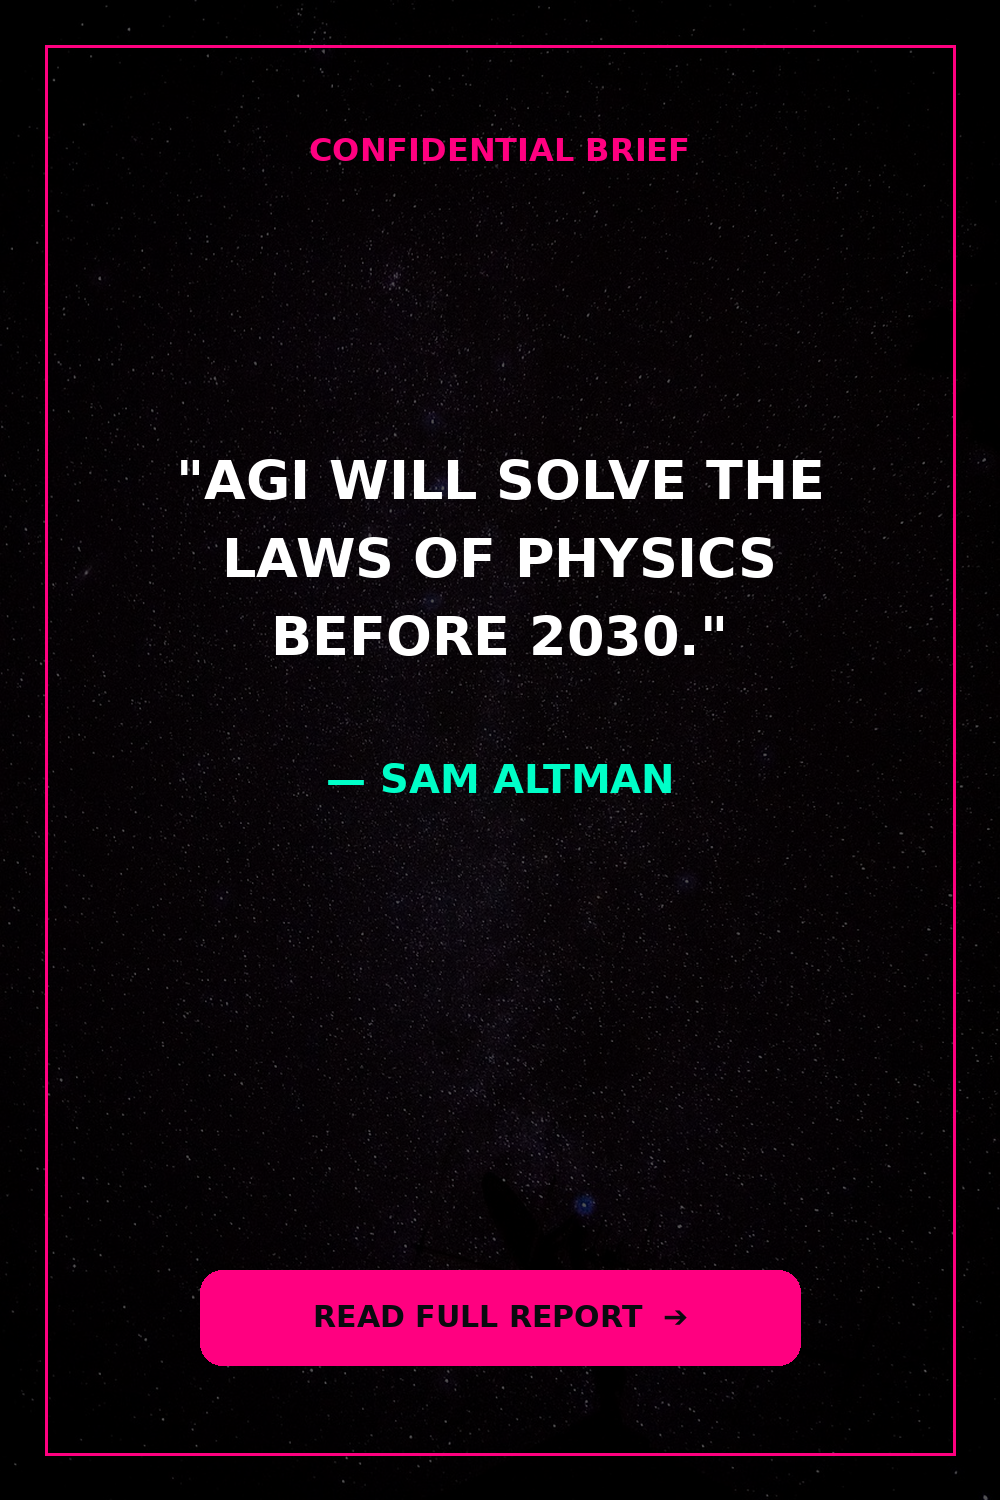 CONFIDENTIAL BRIEF
"AGI WILL SOLVE THE
LAWS OF PHYSICS
BEFORE 2030."
— SAM ALTMAN
READ FULL REPORT ➔